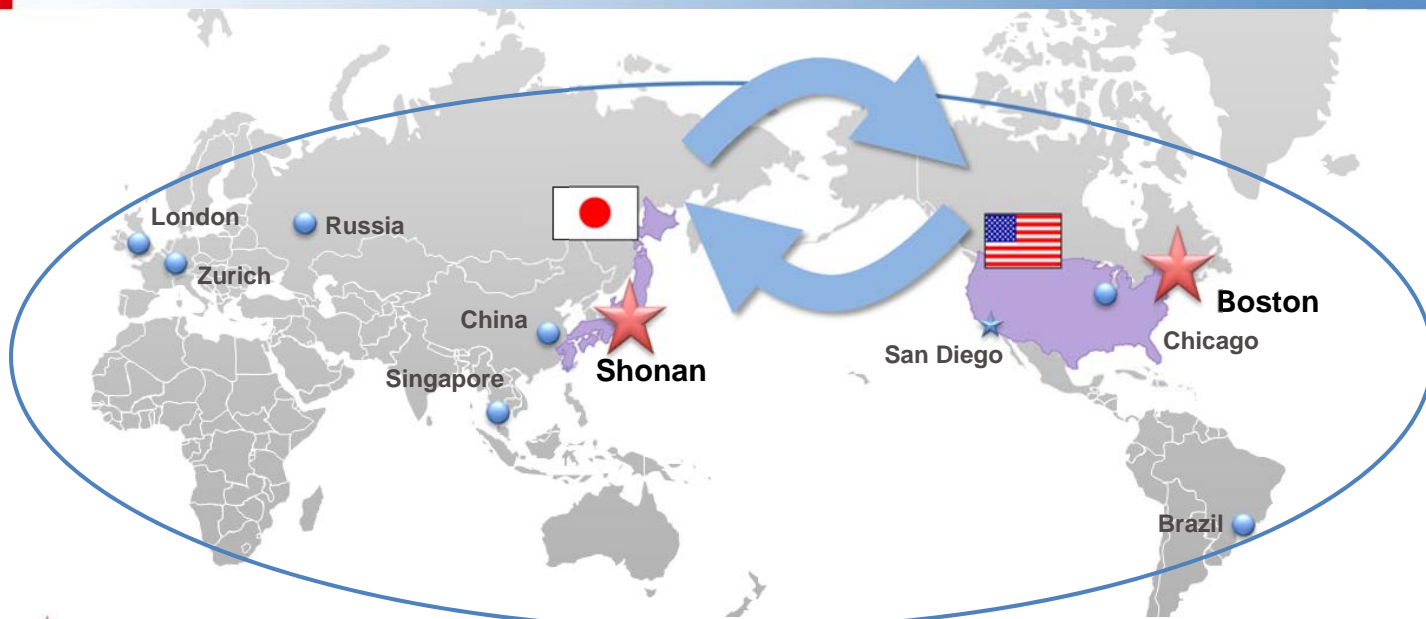 London
Russia
Zurich
China
Singapore
Shonan
San Diego
Boston
Chicago
Brazil